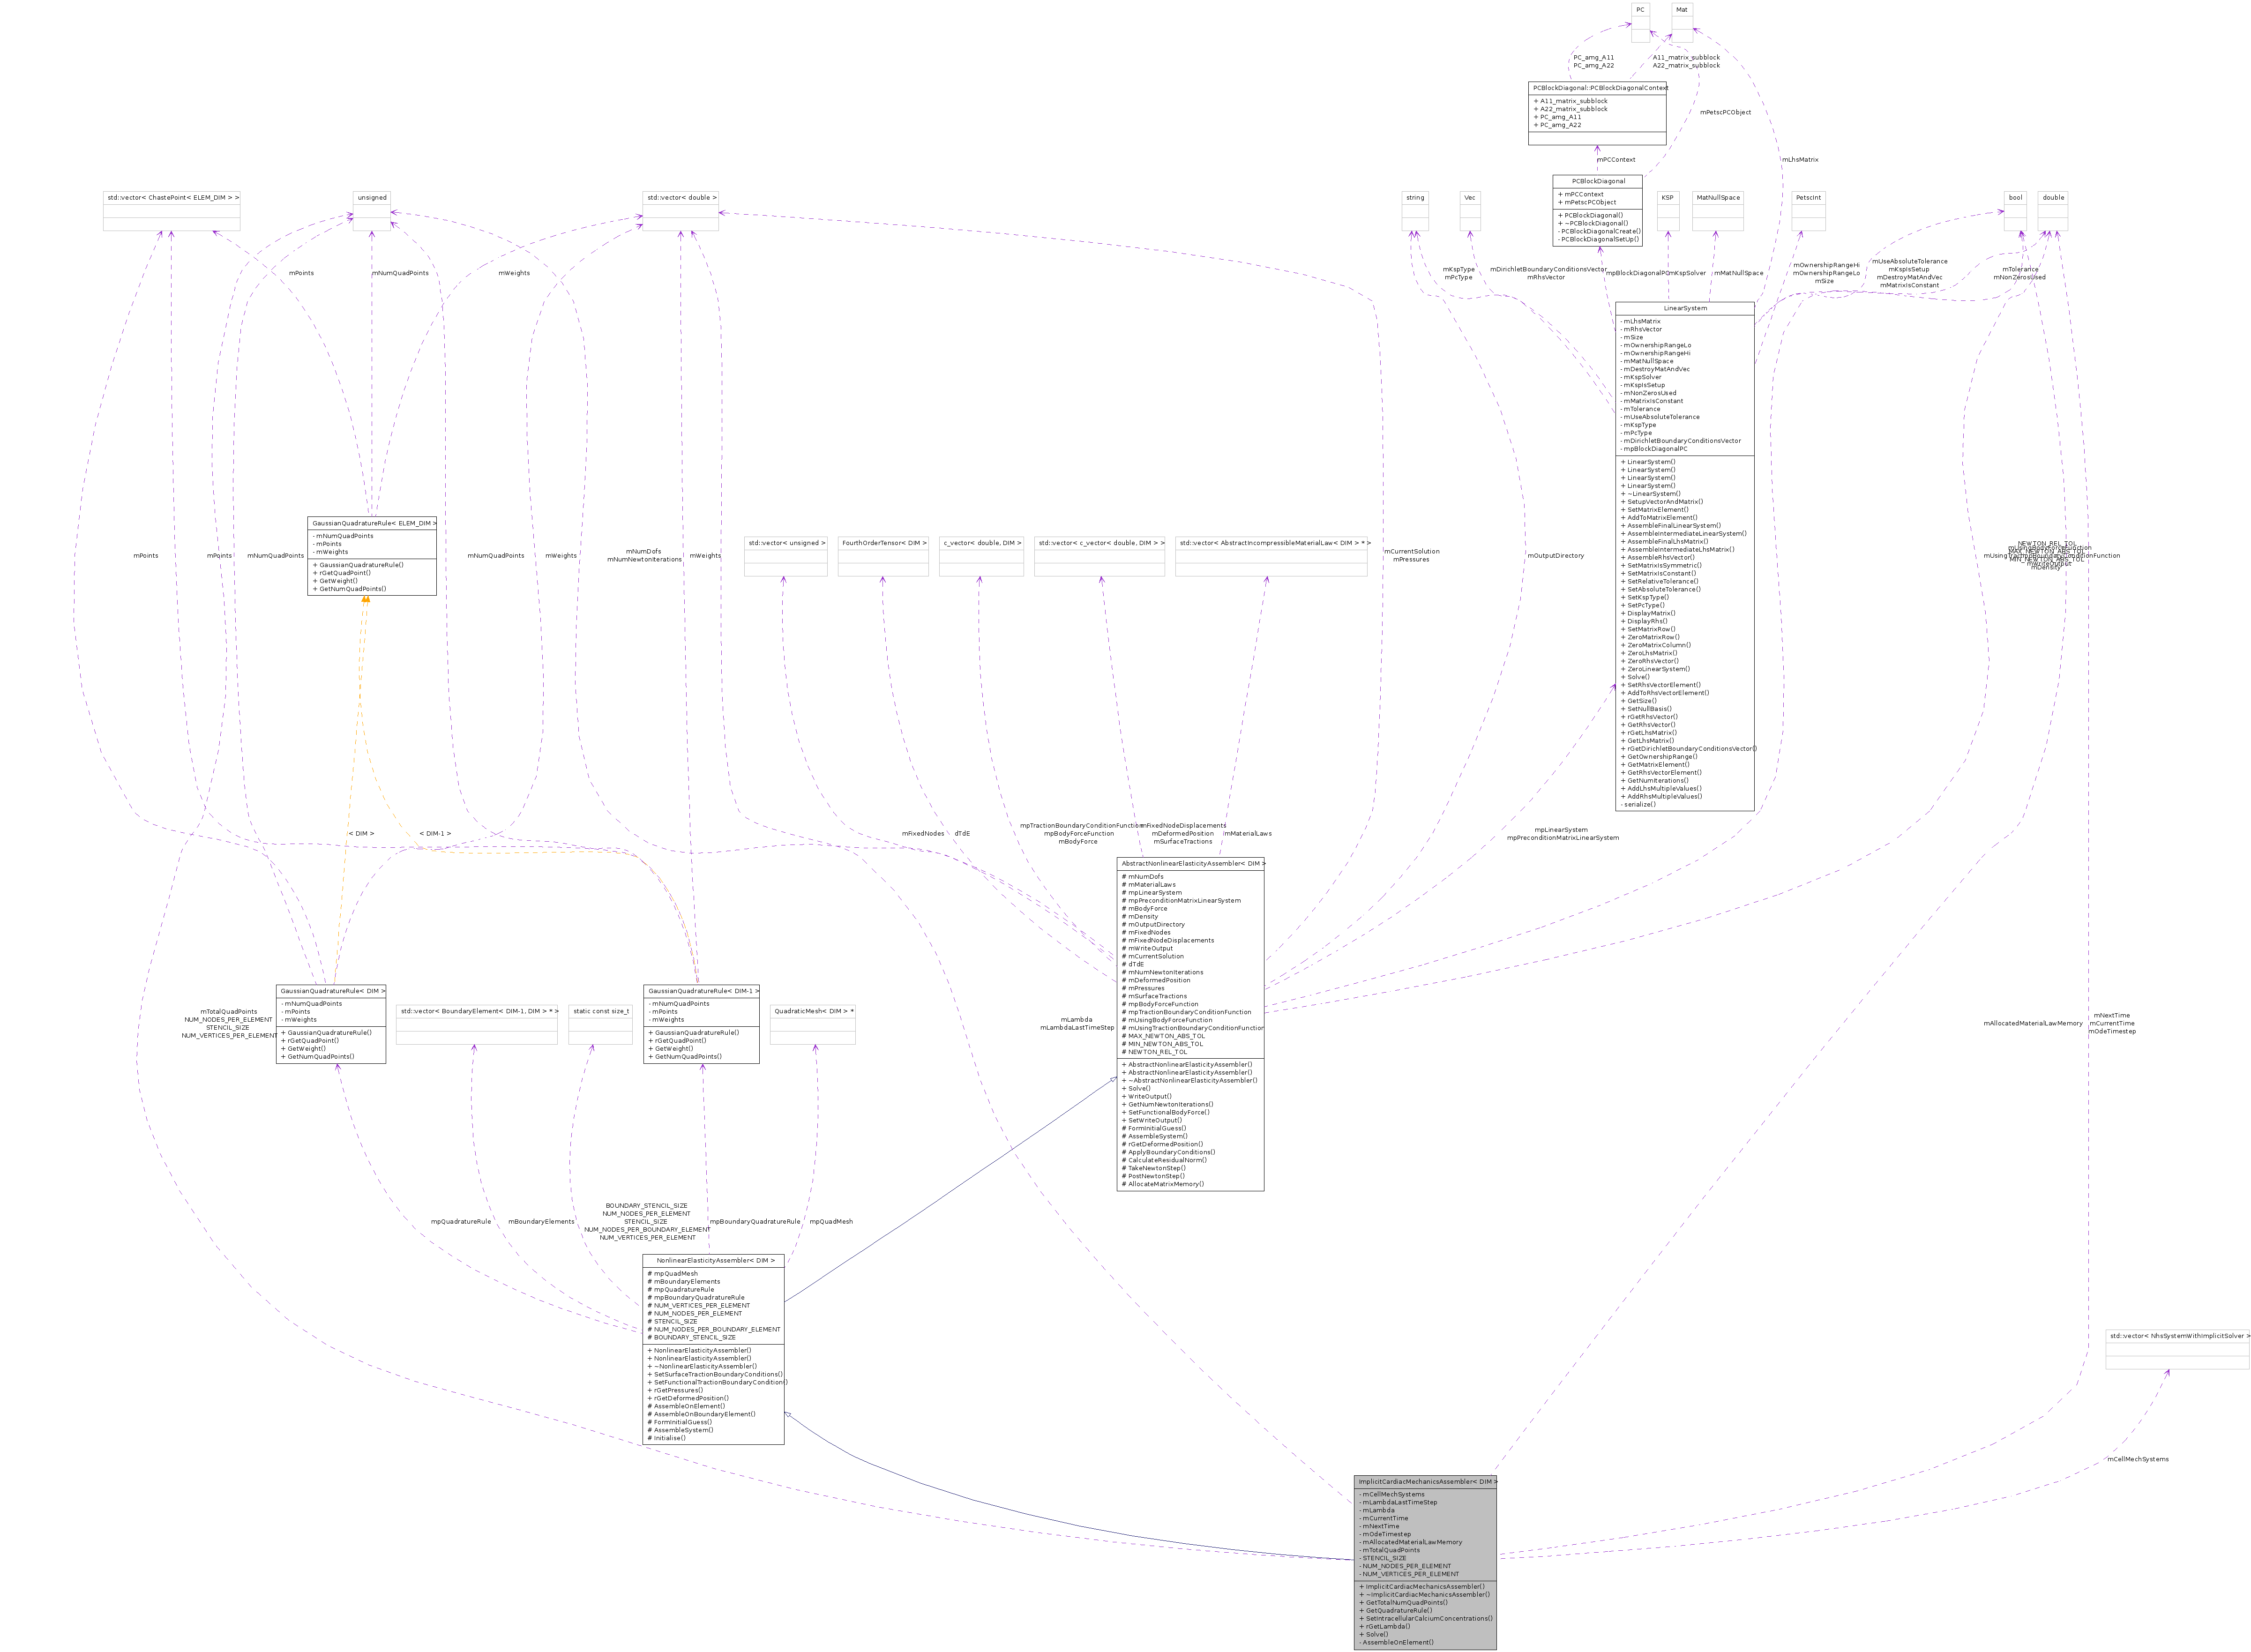 PC
Mat
PC_amg_A11
PC_amg_A22
A11_matrix_subblock
A22_matrix_subblock
PCBlockDiagonal::PCBlockDiagonalContext
+ A11_matrix_subblock
+ A22_matrix_subblock
+ PC_amg_A11
+ PC_amg_A22
mPetscPCObject
mPCContext
mLhsMatrix
PCBlockDiagonal
+ mPCContext
+ mPetscPCObject
+ PCBlockDiagonal()
+ ~PCBlockDiagonal()
- PCBlockDiagonalCreate()
- PCBlockDiagonalSetUp()
std::vector< ChastePoint< ELEM_DIM > >
unsigned
std::vector< double >
string
Vec
KSP
MatNullSpace
PetscInt
bool
double
mPoints
mNumQuadPoints
mWeights
mKspType
mPcType
mDirichletBoundaryConditionsVector
mRhsVector
mpBlockDiagonalPC
mKspSolver
mMatNullSpace
mOwnershipRangeHi
mOwnershipRangeLo
mSize
mUseAbsoluteTolerance
mKspIsSetup
mDestroyMatAndVec
mMatrixIsConstant
mTolerance
mNonZerosUsed
LinearSystem
- mLhsMatrix
- mRhsVector
- mSize
- mOwnershipRangeLo
- mOwnershipRangeHi
- mMatNullSpace
- mDestroyMatAndVec
- mKspSolver
- mKspIsSetup
- mNonZerosUsed
- mMatrixIsConstant
- mTolerance
- mUseAbsoluteTolerance
- mKspType
- mPcType
- mDirichletBoundaryConditionsVector
- mpBlockDiagonalPC
+ LinearSystem()
+ LinearSystem()
+ LinearSystem()
+ LinearSystem()
+ ~LinearSystem()
+ SetupVectorAndMatrix()
+ SetMatrixElement()
+ AddToMatrixElement()
+ AssembleFinalLinearSystem()
+ AssembleIntermediateLinearSystem()
+ AssembleFinalLhsMatrix()
+ AssembleIntermediateLhsMatrix()
+ AssembleRhsVector()
+ SetMatrixIsSymmetric()
+ SetMatrixIsConstant()
+ SetRelativeTolerance()
+ SetAbsoluteTolerance()
+ SetKspType()
+ SetPcType()
+ DisplayMatrix()
+ DisplayRhs()
+ SetMatrixRow()
+ ZeroMatrixRow()
+ ZeroMatrixColumn()
+ ZeroLhsMatrix()
+ ZeroRhsVector()
+ ZeroLinearSystem()
+ Solve()
+ SetRhsVectorElement()
+ AddToRhsVectorElement()
+ GetSize()
+ SetNullBasis()
+ rGetRhsVector()
+ GetRhsVector()
+ rGetLhsMatrix()
+ GetLhsMatrix()
+ rGetDirichletBoundaryConditionsVector()
+ GetOwnershipRange()
+ GetMatrixElement()
+ GetRhsVectorElement()
+ GetNumIterations()
+ AddLhsMultipleValues()
+ AddRhsMultipleValues()
- serialize()
GaussianQuadratureRule< ELEM_DIM >
- mNumQuadPoints
- mPoints
- mWeights
+ GaussianQuadratureRule()
+ rGetQuadPoint()
+ GetWeight()
+ GetNumQuadPoints()
std::vector< unsigned >
FourthOrderTensor< DIM >
c_vector< double, DIM >
std::vector< c_vector< double, DIM > >
std::vector< AbstractIncompressibleMaterialLaw< DIM > * >
mPoints
mPoints
mNumQuadPoints
mNumQuadPoints
mWeights
mNumDofs
mNumNewtonIterations
mWeights
mCurrentSolution
mPressures
mOutputDirectory
NEWTON_REL_TOL
MAX_NEWTON_ABS_TOL
MIN_NEWTON_ABS_TOL
mDensity
mUsingBodyForceFunction
mUsingTractionBoundaryConditionFunction
mWriteOutput
< DIM >
< DIM-1 >
mFixedNodes
dTdE
mpTractionBoundaryConditionFunction
mpBodyForceFunction
mBodyForce
mFixedNodeDisplacements
mDeformedPosition
mSurfaceTractions
mMaterialLaws
mpLinearSystem
mpPreconditionMatrixLinearSystem
AbstractNonlinearElasticityAssembler< DIM >
# mNumDofs
# mMaterialLaws
# mpLinearSystem
# mpPreconditionMatrixLinearSystem
# mBodyForce
# mDensity
# mOutputDirectory
# mFixedNodes
# mFixedNodeDisplacements
# mWriteOutput
# mCurrentSolution
# dTdE
# mNumNewtonIterations
# mDeformedPosition
# mPressures
# mSurfaceTractions
# mpBodyForceFunction
# mpTractionBoundaryConditionFunction
# mUsingBodyForceFunction
# mUsingTractionBoundaryConditionFunction
# MAX_NEWTON_ABS_TOL
# MIN_NEWTON_ABS_TOL
# NEWTON_REL_TOL
+ AbstractNonlinearElasticityAssembler()
+ AbstractNonlinearElasticityAssembler()
+ ~AbstractNonlinearElasticityAssembler()
+ Solve()
+ WriteOutput()
+ GetNumNewtonIterations()
+ SetFunctionalBodyForce()
+ SetWriteOutput()
# FormInitialGuess()
# AssembleSystem()
# rGetDeformedPosition()
# ApplyBoundaryConditions()
# CalculateResidualNorm()
# TakeNewtonStep()
# PostNewtonStep()
# AllocateMatrixMemory()
mTotalQuadPoints
NUM_NODES_PER_ELEMENT
STENCIL_SIZE
NUM_VERTICES_PER_ELEMENT
GaussianQuadratureRule< DIM >
- mNumQuadPoints
- mPoints
- mWeights
+ GaussianQuadratureRule()
+ rGetQuadPoint()
+ GetWeight()
+ GetNumQuadPoints()
std::vector< BoundaryElement< DIM-1, DIM > * >
static const size_t
GaussianQuadratureRule< DIM-1 >
- mNumQuadPoints
- mPoints
- mWeights
+ GaussianQuadratureRule()
+ rGetQuadPoint()
+ GetWeight()
+ GetNumQuadPoints()
QuadraticMesh< DIM > *
mLambda
mLambdaLastTimeStep
mAllocatedMaterialLawMemory
mNextTime
mCurrentTime
mOdeTimestep
mpQuadratureRule
mBoundaryElements
BOUNDARY_STENCIL_SIZE
NUM_NODES_PER_ELEMENT
STENCIL_SIZE
NUM_NODES_PER_BOUNDARY_ELEMENT
NUM_VERTICES_PER_ELEMENT
mpBoundaryQuadratureRule
mpQuadMesh
NonlinearElasticityAssembler< DIM >
# mpQuadMesh
# mBoundaryElements
# mpQuadratureRule
# mpBoundaryQuadratureRule
# NUM_VERTICES_PER_ELEMENT
# NUM_NODES_PER_ELEMENT
# STENCIL_SIZE
# NUM_NODES_PER_BOUNDARY_ELEMENT
# BOUNDARY_STENCIL_SIZE
+ NonlinearElasticityAssembler()
+ NonlinearElasticityAssembler()
+ ~NonlinearElasticityAssembler()
+ SetSurfaceTractionBoundaryConditions()
+ SetFunctionalTractionBoundaryCondition()
+ rGetPressures()
+ rGetDeformedPosition()
# AssembleOnElement()
# AssembleOnBoundaryElement()
# FormInitialGuess()
# AssembleSystem()
# Initialise()
std::vector< NhsSystemWithImplicitSolver >
mCellMechSystems
ImplicitCardiacMechanicsAssembler< DIM >
- mCellMechSystems
- mLambdaLastTimeStep
- mLambda
- mCurrentTime
- mNextTime
- mOdeTimestep
- mAllocatedMaterialLawMemory
- mTotalQuadPoints
- STENCIL_SIZE
- NUM_NODES_PER_ELEMENT
- NUM_VERTICES_PER_ELEMENT
+ ImplicitCardiacMechanicsAssembler()
+ ~ImplicitCardiacMechanicsAssembler()
+ GetTotalNumQuadPoints()
+ GetQuadratureRule()
+ SetIntracellularCalciumConcentrations()
+ rGetLambda()
+ Solve()
- AssembleOnElement()